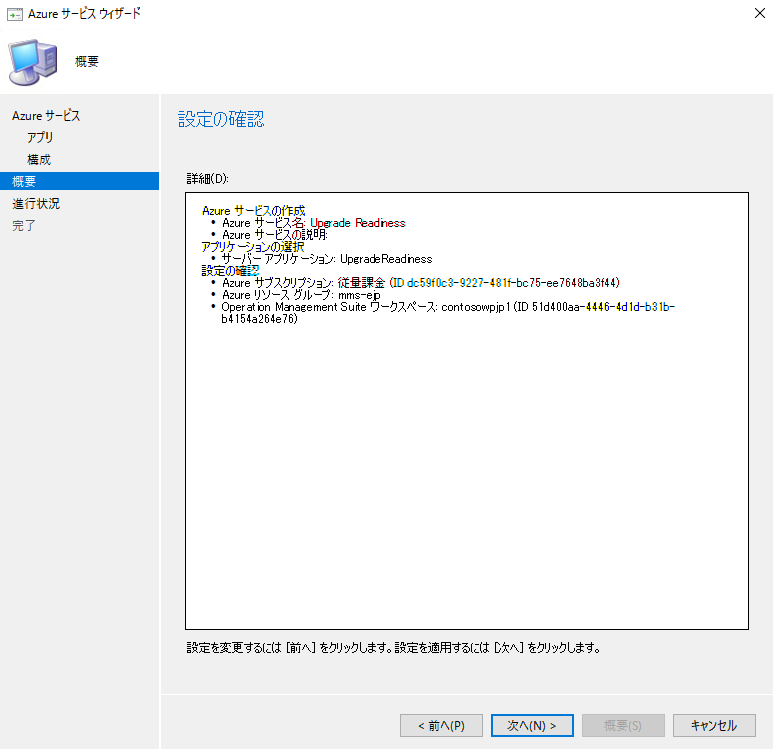 Azure サービス ウィザード
概要
Azure サービス
アプリ
構成
概要
進行状況
完了
設定の確認
詳細(D):
Azure サービスの作成
• Azure サービス名: Upgrade Readiness
• Azure サービスの説明:
アプリケーションの選択
• サーバー アプリケーション: UpgradeReadiness
設定の確認
• Azure サブスクリプション: 従量課金 (ID dc59f0c3-9227-481f-bc75-ee7648ba3f44)
• Azure リソース グループ: mms-ejp
• Operation Management Suite ワークスペース: contosowpjp1 (ID 51d400aa-4446-4d1d-b31b-
b4154a264e76)
設定を変更するには [前へ] をクリックします。設定を適用するには [次へ] をクリックします。
< 前へ(P)
次へ(N) >
概要(S)
キャンセル